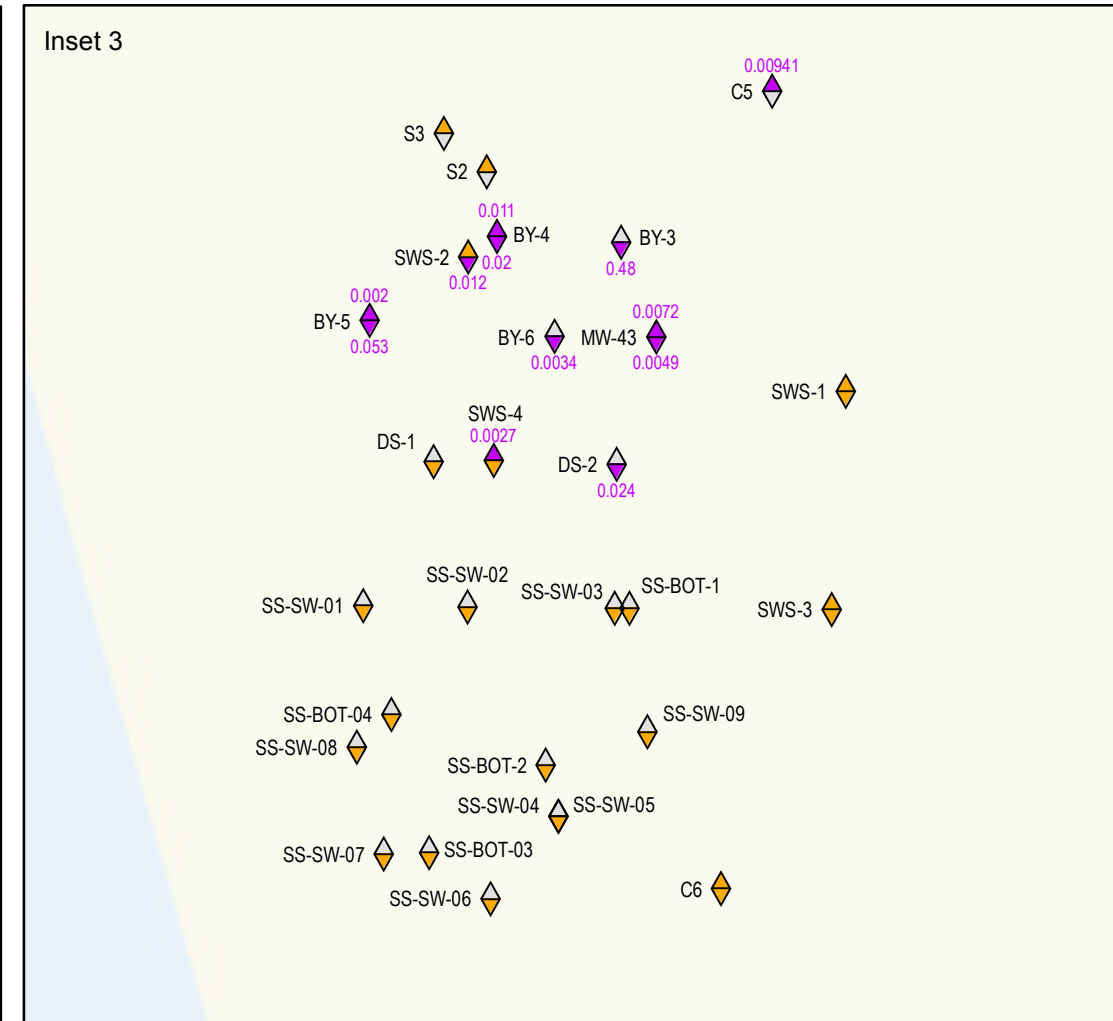 Inset 3
0.00941
C5
S3
S2
0.011
BY-4
BY-3
SWS-2
0.02
0.48
0.012
0.002
BY-5
0.053
0.0072
BY-6
MW-43
0.0034
0.0049
SWS-1
SWS-4
0.0027
DS-1
DS-2
0.024
SS-SW-02
SS-SW-01
SS-SW-03
SS-BOT-1
SWS-3
SS-BOT-04
SS-SW-09
SS-SW-08
SS-BOT-2
SS-SW-04
SS-SW-05
SS-SW-07
SS-BOT-03
SS-SW-06
C6